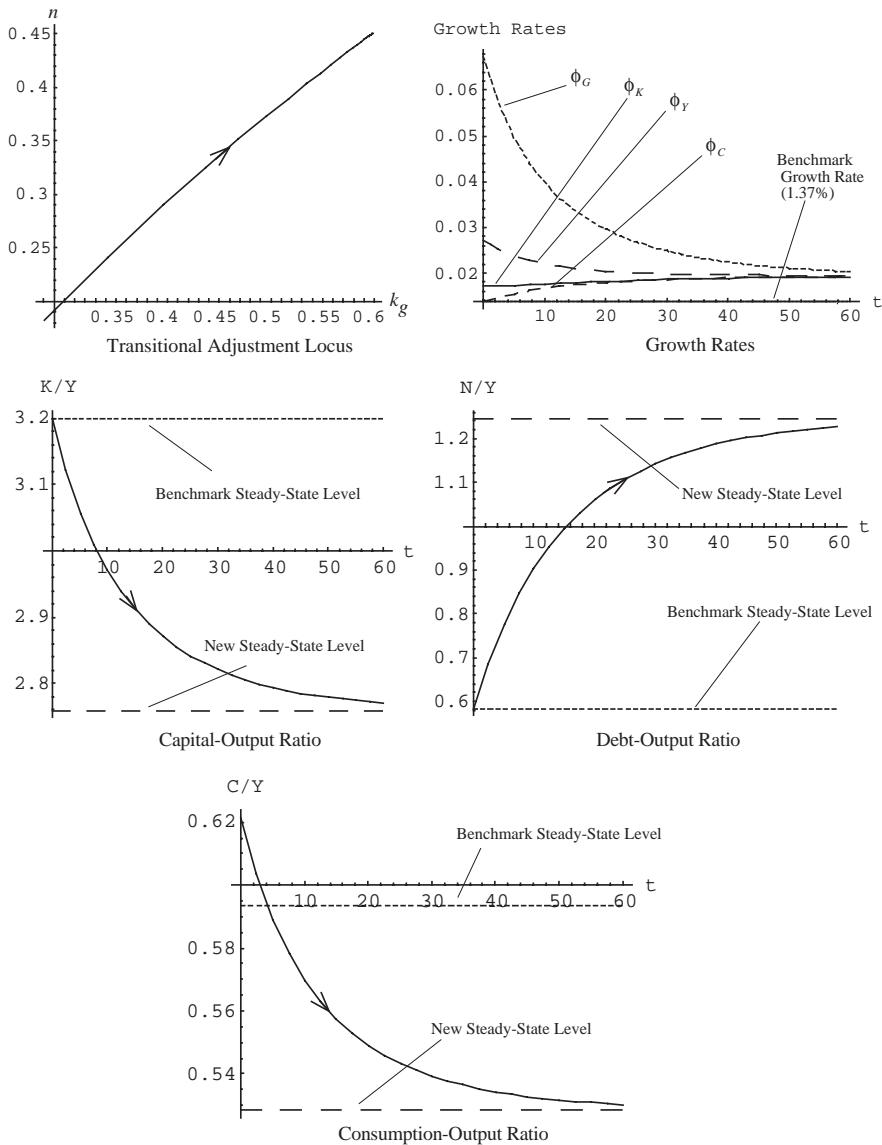 n
0.45
0.4
0.35
0.3
0.25
0.35 0.4 0.45 0.5 0.55 0.6 k_g
Transitional Adjustment Locus
Growth Rates
ϕ_G
ϕ_K
ϕ_Y
ϕ_C
0.06
0.05
0.04
0.03
0.02
Benchmark
Growth Rate
(1.37%)
10 20 30 40 50 60 t
Growth Rates
K/Y
3.2
3.1
2.9
2.8
Benchmark Steady-State Level
10 20 30 40 50 60 t
New Steady-State Level
Capital-Output Ratio
N/Y
1.2
1.1
0.9
0.8
0.7
0.6
New Steady-State Level
10 20 30 40 50 60 t
Benchmark Steady-State Level
Debt-Output Ratio
C/Y
0.62
0.58
0.56
0.54
Benchmark Steady-State Level
10 20 30 40 50 60 t
New Steady-State Level
Consumption-Output Ratio